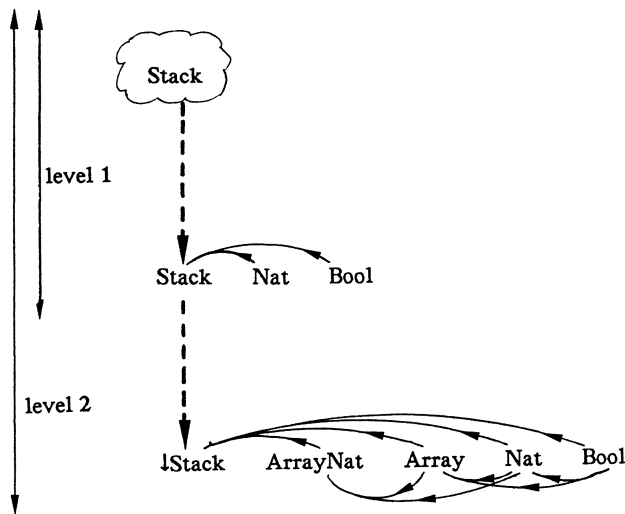 Stack
level 1
Stack Nat Bool
level 2
↓Stack ArrayNat Array Nat Bool